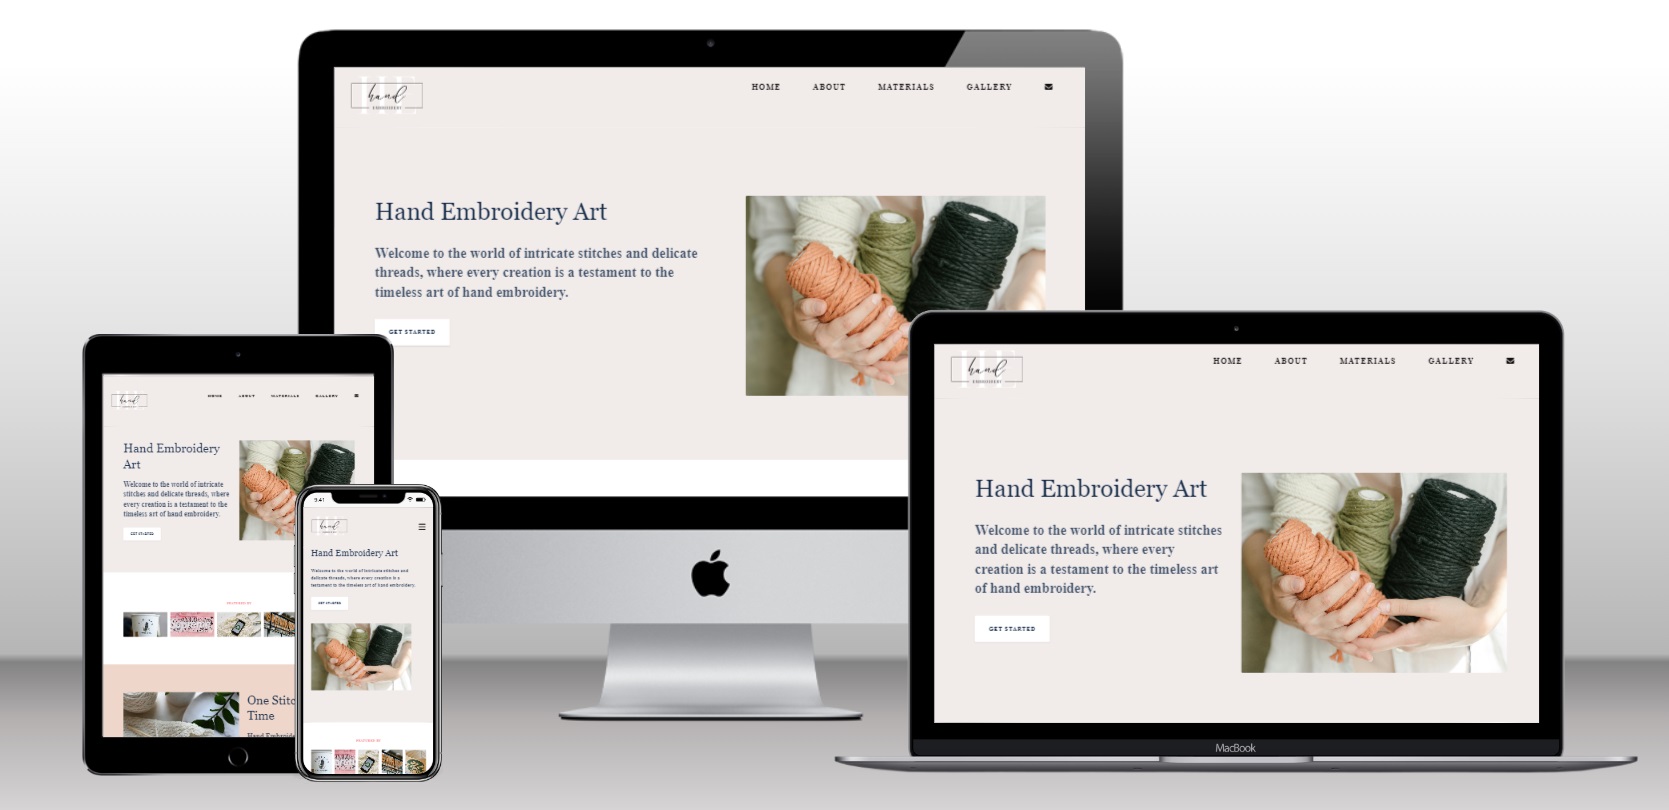 hand
EMBROIDERY
HOME ABOUT MATERIALS GALLERY
Hand Embroidery Art
Welcome to the world of intricate stitches and delicate
threads, where every creation is a testament to the
timeless art of hand embroidery.
GET STARTED
hand
HOME ABOUT MATERIALS GALLERY
Hand Embroidery
Art
Welcome to the world of intricate
stitches and delicate threads, where
every creation is a testament to the
timeless art of hand embroidery.
GET STARTED
One Stitc
Time
Hand Embroide
9:41
hand
Hand Embroidery Art
Welcome to the world of intricate stitches and
delicate threads, where every creation is a
testament to the timeless art of hand embroidery.
GET STARTED
hand
EMBROIDERY
HOME ABOUT MATERIALS GALLERY
Hand Embroidery Art
Welcome to the world of intricate stitches
and delicate threads, where every
creation is a testament to the timeless art
of hand embroidery.
GET STARTED
MacBook